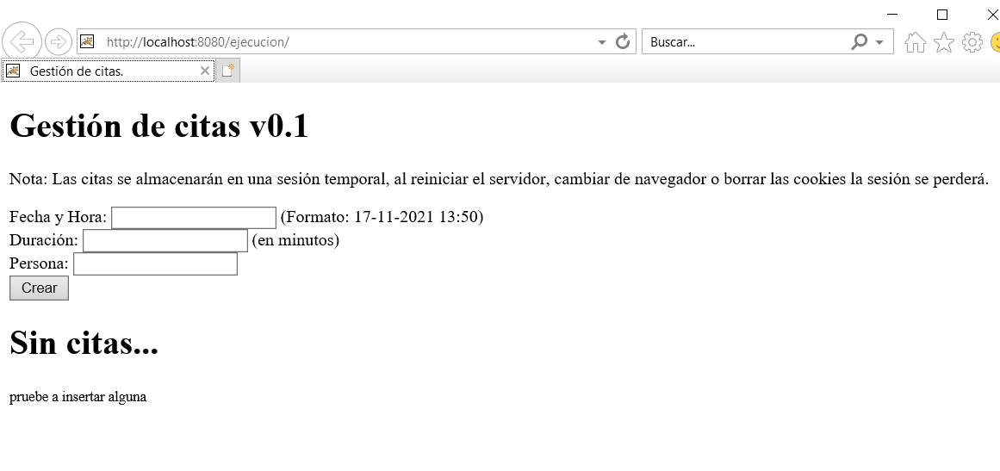 http://localhost:8080/ejecucion/
Buscar...
Gestión de citas.
Gestión de citas v0.1
Nota: Las citas se almacenarán en una sesión temporal, al reiniciar el servidor, cambiar de navegador o borrar las cookies la sesión se perderá.
Fecha y Hora: (Formato: 17-11-2021 13:50)
Duración: (en minutos)
Persona:
Crear
Sin citas...
pruebe a insertar alguna